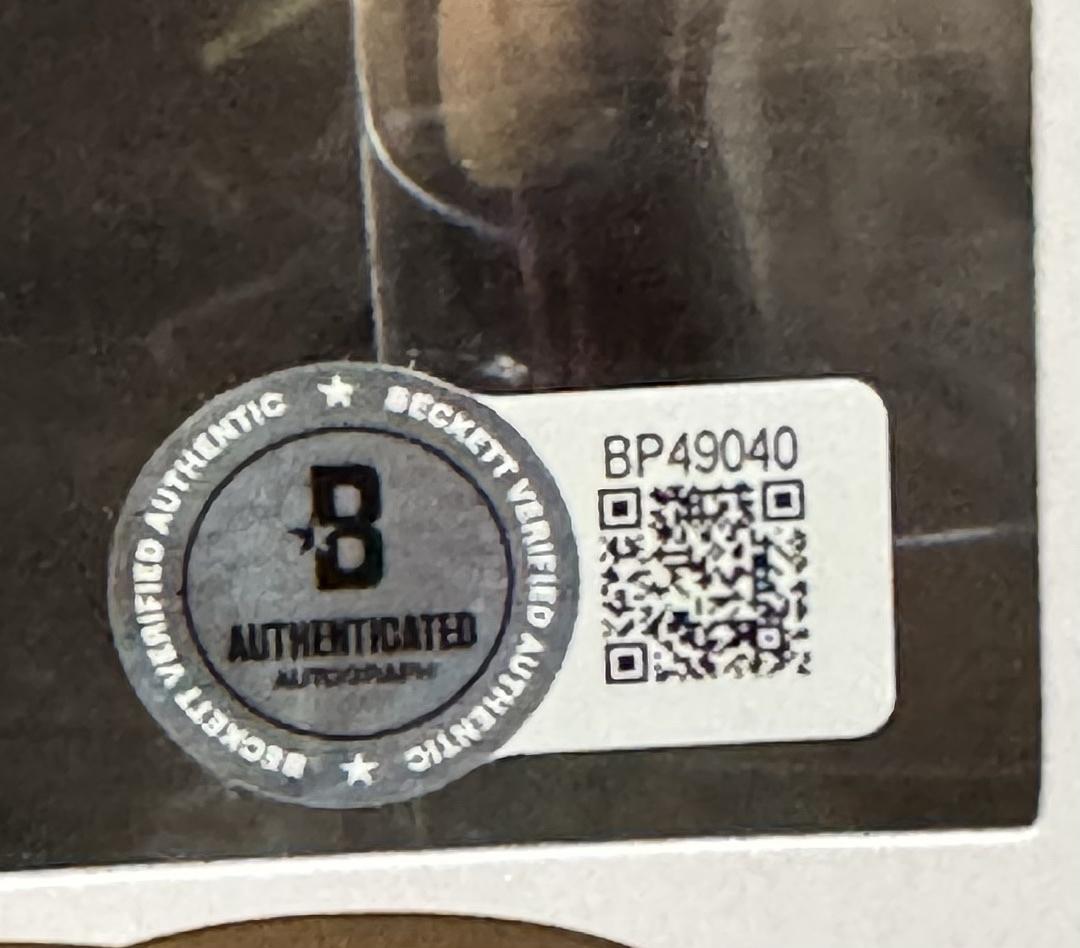 ★ BECKETT VERIFIED AUTHENTIC ★ BECKETT VERIFIED AUTHENTIC
B
AUTHENTICATED
AUTOGRAPH
BP49040